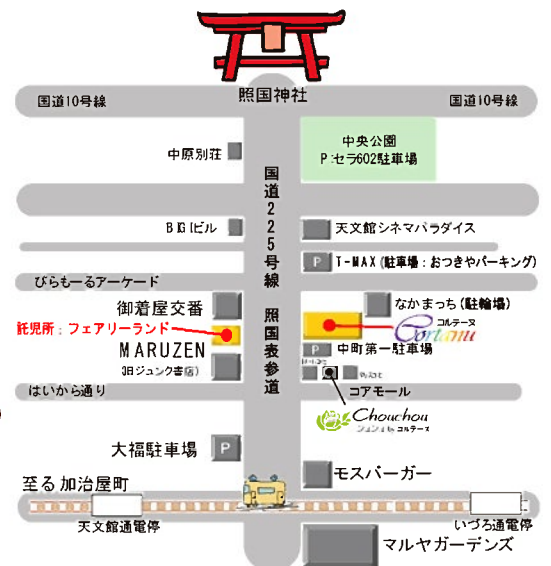 国道10号線
照国神社
国道10号線
中央公園
P:セラ602駐車場
中原別荘
国道225号線 照国表参道
BIGIビル
天文館シネマパラダイス
P
T-MAX(駐車場:おつきやパーキング)
ぴらもーるアーケード
御着屋交番
なかまっち(駐輪場)
託児所:フェアリーランド
コルテーヌ
Cortanu
MARUZEN
P
中町第一駐車場
(旧ジュンク書店)
はいから通り
コアモール
Chouchou
by コルテーヌ
大福駐車場
P
モスバーガー
至る加治屋町
天文館通電停
いづろ通電停
マルヤガーデンズ